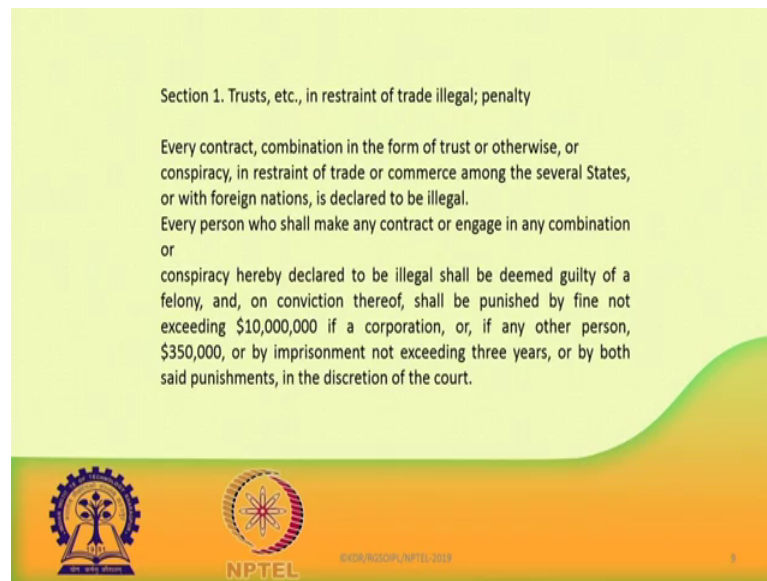 Section 1. Trusts, etc., in restraint of trade illegal; penalty
Every contract, combination in the form of trust or otherwise, or
conspiracy, in restraint of trade or commerce among the several States,
or with foreign nations, is declared to be illegal.
Every person who shall make any contract or engage in any combination
or
conspiracy hereby declared to be illegal shall be deemed guilty of a
felony, and, on conviction thereof, shall be punished by fine not
exceeding $10,000,000 if a corporation, or, if any other person,
$350,000, or by imprisonment not exceeding three years, or by both
said punishments, in the discretion of the court.
NPTEL
©KDR/RGSOIPL/NPTEL-2019
9